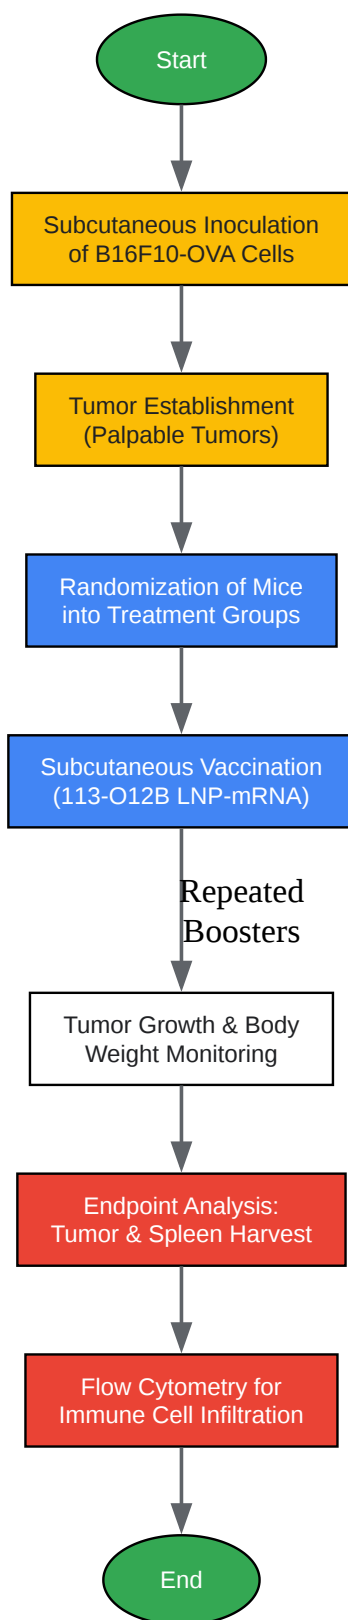 Start
Subcutaneous Inoculation
of B16F10-OVA Cells
Tumor Establishment
(Palpable Tumors)
Randomization of Mice
into Treatment Groups
Subcutaneous Vaccination
(113-O12B LNP-mRNA)
Repeated
Boosters
Tumor Growth & Body
Weight Monitoring
Endpoint Analysis:
Tumor & Spleen Harvest
Flow Cytometry for
Immune Cell Infiltration
End